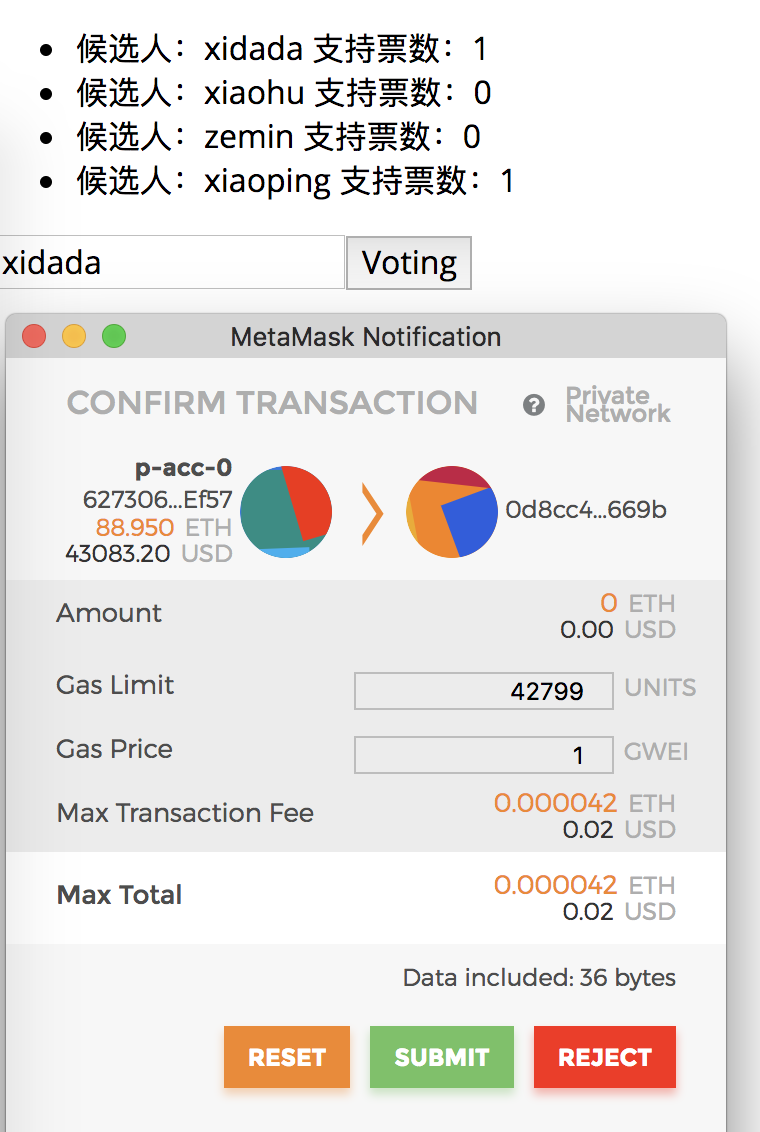 候选人：xidada 支持票数：1
候选人：xiaohu 支持票数：0
候选人：zemin 支持票数：0
候选人：xiaoping 支持票数：1
xidada Voting
MetaMask Notification
CONFIRM TRANSACTION ? Private Network
p-acc-0
627306...Ef57
88.950 ETH
43083.20 USD
0d8cc4...669b
Amount 0 ETH
0.00 USD
Gas Limit 42799 UNITS
Gas Price 1 GWEI
Max Transaction Fee 0.000042 ETH
0.02 USD
Max Total 0.000042 ETH
0.02 USD
Data included: 36 bytes
RESET SUBMIT REJECT